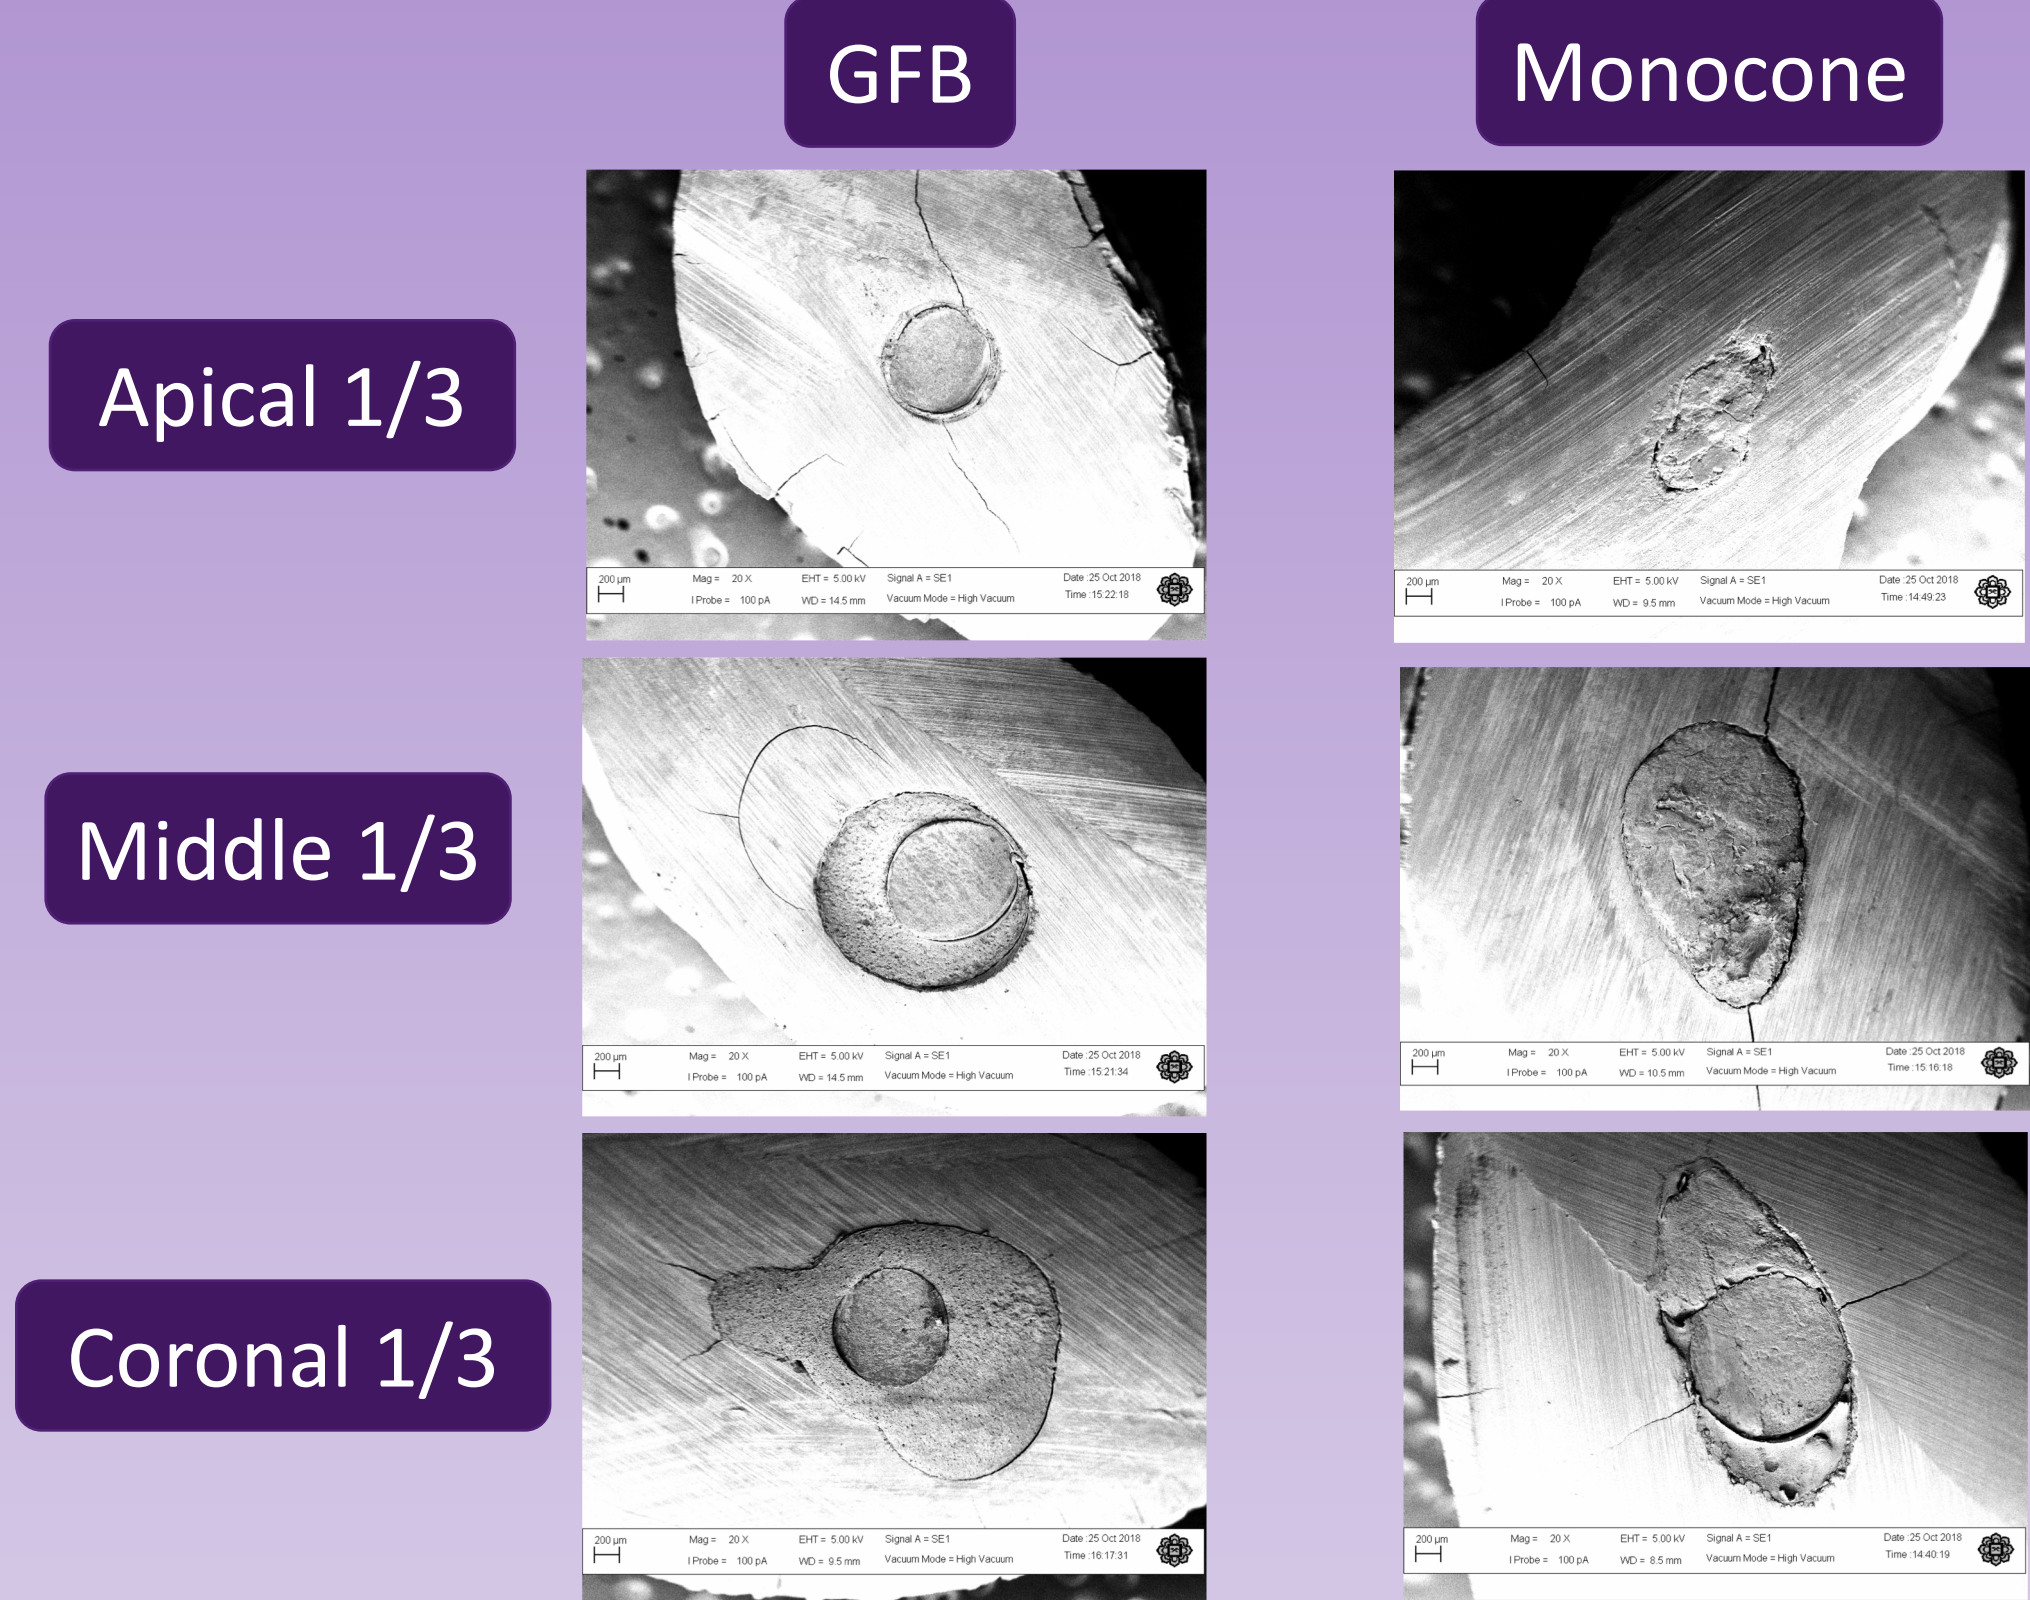 GFB
Monocone
Apical 1/3
200 µm
Mag = 20 X
EHT = 5.00 kV
Signal A = SE1
Date :25 Oct 2018
I Probe = 100 pA
WD = 14.5 mm
Vacuum Mode = High Vacuum
Time :15:22:18
200 µm
Mag = 20 X
EHT = 5.00 kV
Signal A = SE1
Date :25 Oct 2018
I Probe = 100 pA
WD = 9.5 mm
Vacuum Mode = High Vacuum
Time :14:49:23
Middle 1/3
200 µm
Mag = 20 X
EHT = 5.00 kV
Signal A = SE1
Date :25 Oct 2018
I Probe = 100 pA
WD = 14.5 mm
Vacuum Mode = High Vacuum
Time :15:21:34
200 µm
Mag = 20 X
EHT = 5.00 kV
Signal A = SE1
Date :25 Oct 2018
I Probe = 100 pA
WD = 10.5 mm
Vacuum Mode = High Vacuum
Time :15:16:18
Coronal 1/3
200 µm
Mag = 20 X
EHT = 5.00 kV
Signal A = SE1
Date :25 Oct 2018
I Probe = 100 pA
WD = 9.5 mm
Vacuum Mode = High Vacuum
Time :16:17:31
200 µm
Mag = 20 X
EHT = 5.00 kV
Signal A = SE1
Date :25 Oct 2018
I Probe = 100 pA
WD = 8.5 mm
Vacuum Mode = High Vacuum
Time :14:40:19